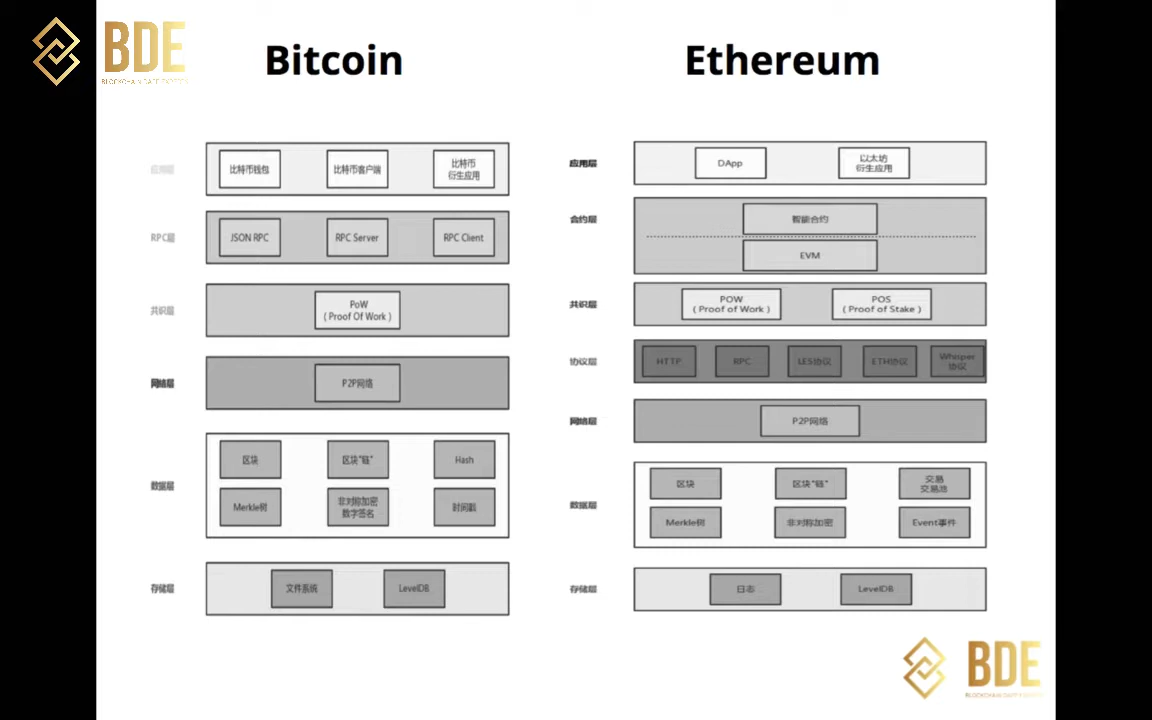 BDE
Bitcoin
Ethereum
应用层
比特币钱包
比特币客户端
比特币
衍生应用
RPC层
JSON RPC
RPC Server
RPC Client
共识层
PoW
( Proof Of Work )
网络层
P2P网络
数据层
区块
区块"链"
Hash
Merkle树
非对称加密
数字签名
时间戳
存储层
文件系统
LevelDB
应用层
DApp
以太坊
衍生应用
合约层
智能合约
EVM
共识层
POW
( Proof of Work )
POS
( Proof of Stake )
协议层
HTTP
RPC
LES协议
ETH协议
Whisper
协议
网络层
P2P网络
数据层
区块
区块"链"
交易
交易池
Merkle树
非对称加密
Event事件
存储层
日志
LevelDB
BDE